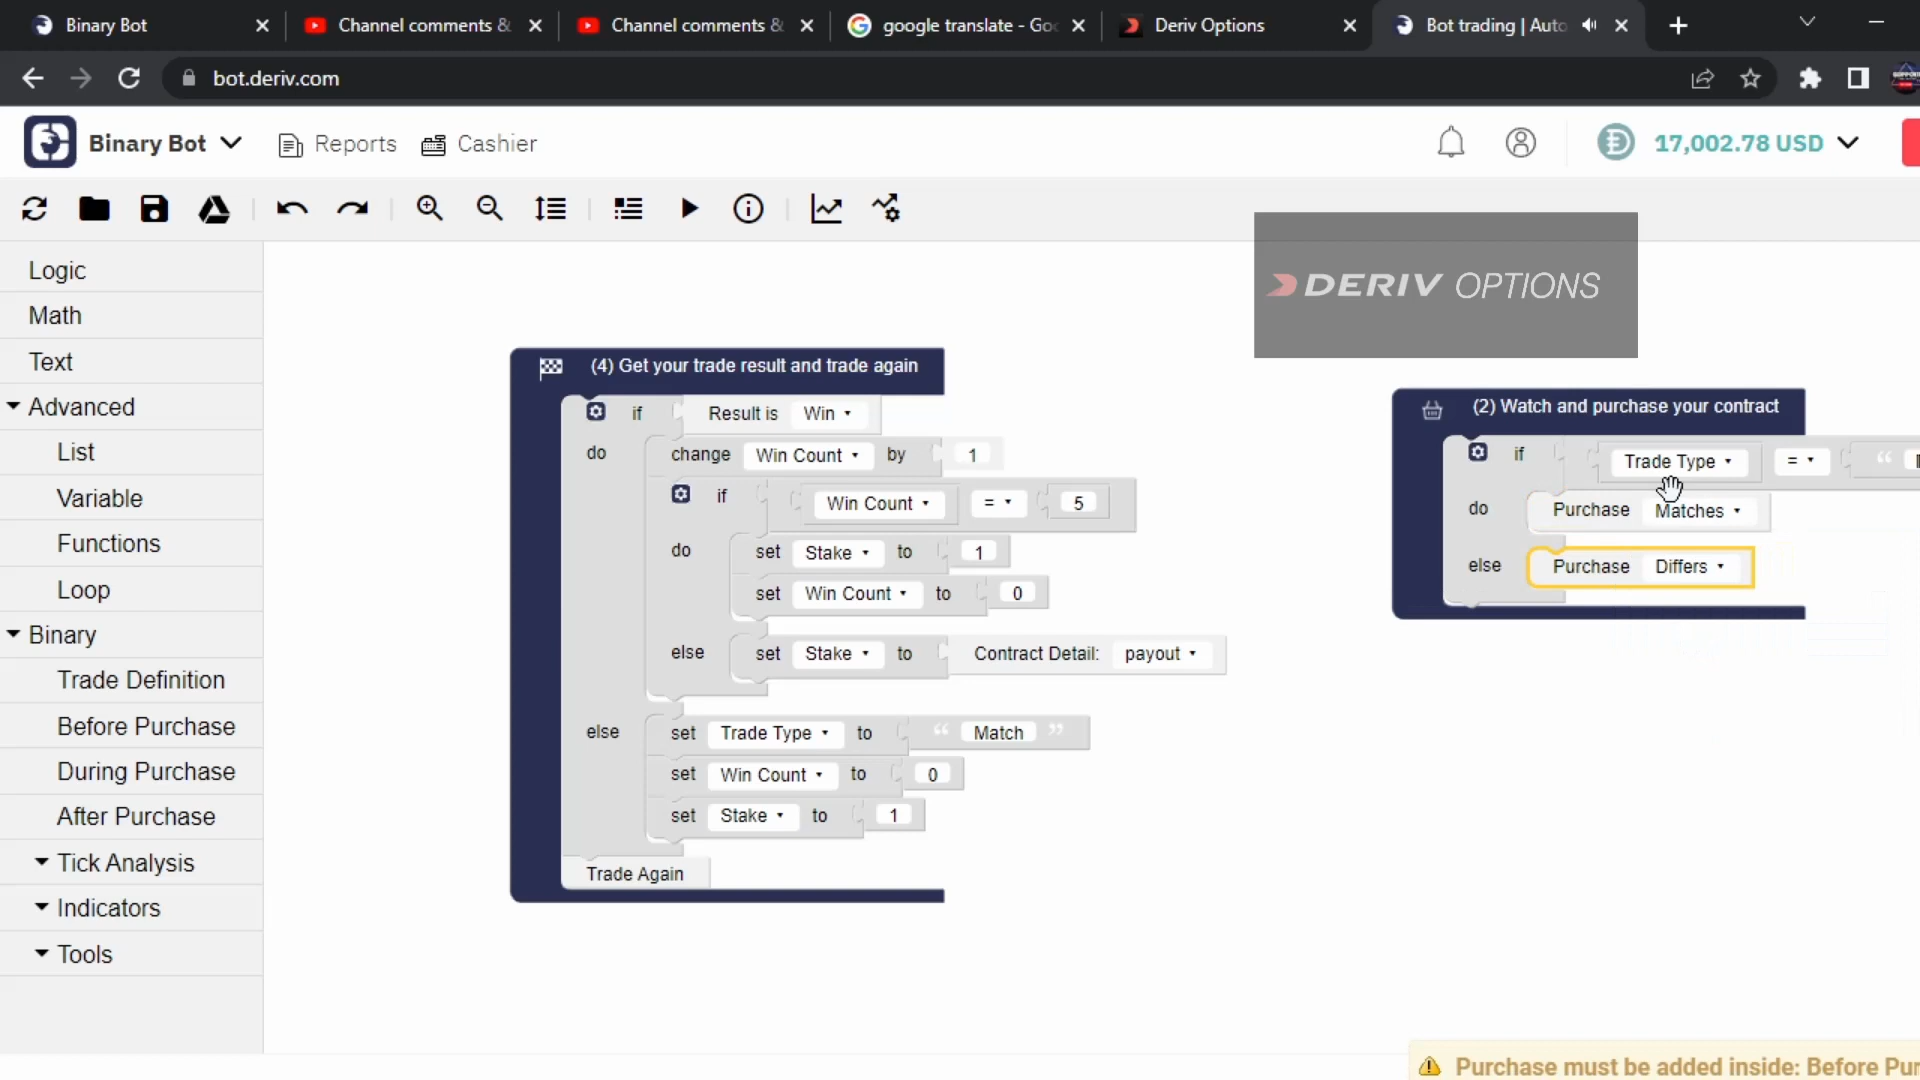 Binary Bot
Channel comments &
Channel comments &
google translate - Goo
Deriv Options
Bot trading | Auto
bot.deriv.com
Binary Bot
Reports
Cashier
17,002.78 USD
DERIV OPTIONS
Logic
Math
Text
Advanced
List
Variable
Functions
Loop
Binary
Trade Definition
Before Purchase
During Purchase
After Purchase
Tick Analysis
Indicators
Tools
(4) Get your trade result and trade again
if Result is Win
do change Win Count by 1
if Win Count = 5
do set Stake to 1
set Win Count to 0
else set Stake to Contract Detail: payout
else set Trade Type to “ Match ”
set Win Count to 0
set Stake to 1
Trade Again
(2) Watch and purchase your contract
if Trade Type = “
do Purchase Matches
else Purchase Differs
Purchase must be added inside: Before Pur